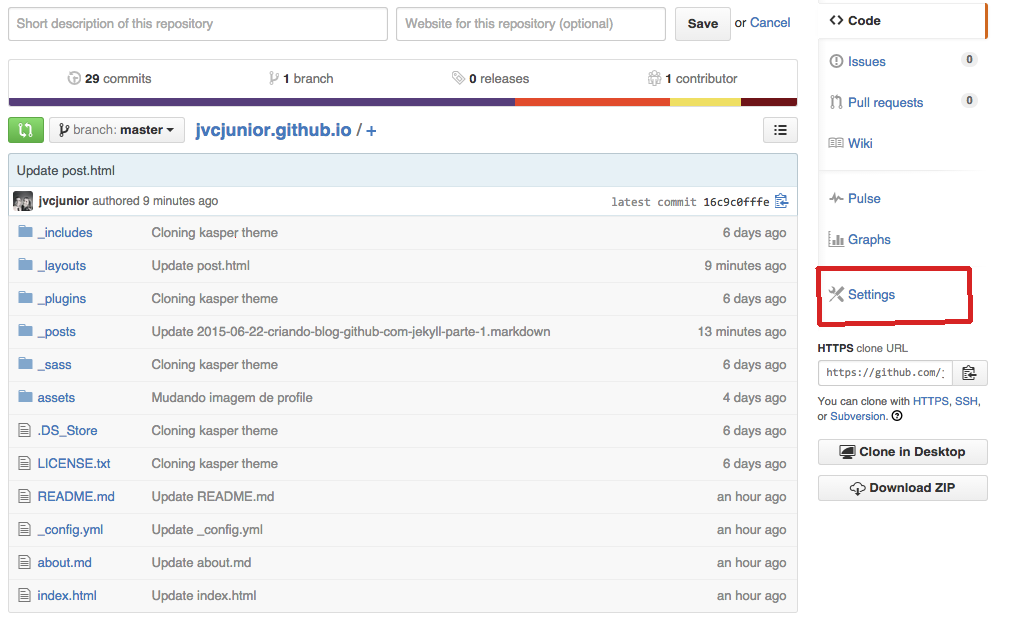 Short description of this repository
Website for this repository (optional)
Save or Cancel
29 commits
1 branch
0 releases
1 contributor
branch: master
jvcjunior.github.io / +
Update post.html
jvcjunior authored 9 minutes ago
latest commit 16c9c0fffe
_includes Cloning kasper theme 6 days ago
_layouts Update post.html 9 minutes ago
_plugins Cloning kasper theme 6 days ago
_posts Update 2015-06-22-criando-blog-github-com-jekyll-parte-1.markdown 13 minutes ago
_sass Cloning kasper theme 6 days ago
assets Mudando imagem de profile 4 days ago
.DS_Store Cloning kasper theme 6 days ago
LICENSE.txt Cloning kasper theme 6 days ago
README.md Update README.md an hour ago
_config.yml Update _config.yml an hour ago
about.md Update about.md an hour ago
index.html Update index.html an hour ago
Code
Issues 0
Pull requests 0
Wiki
Pulse
Graphs
Settings
HTTPS clone URL
https://github.com/
You can clone with HTTPS, SSH,
or Subversion.
Clone in Desktop
Download ZIP